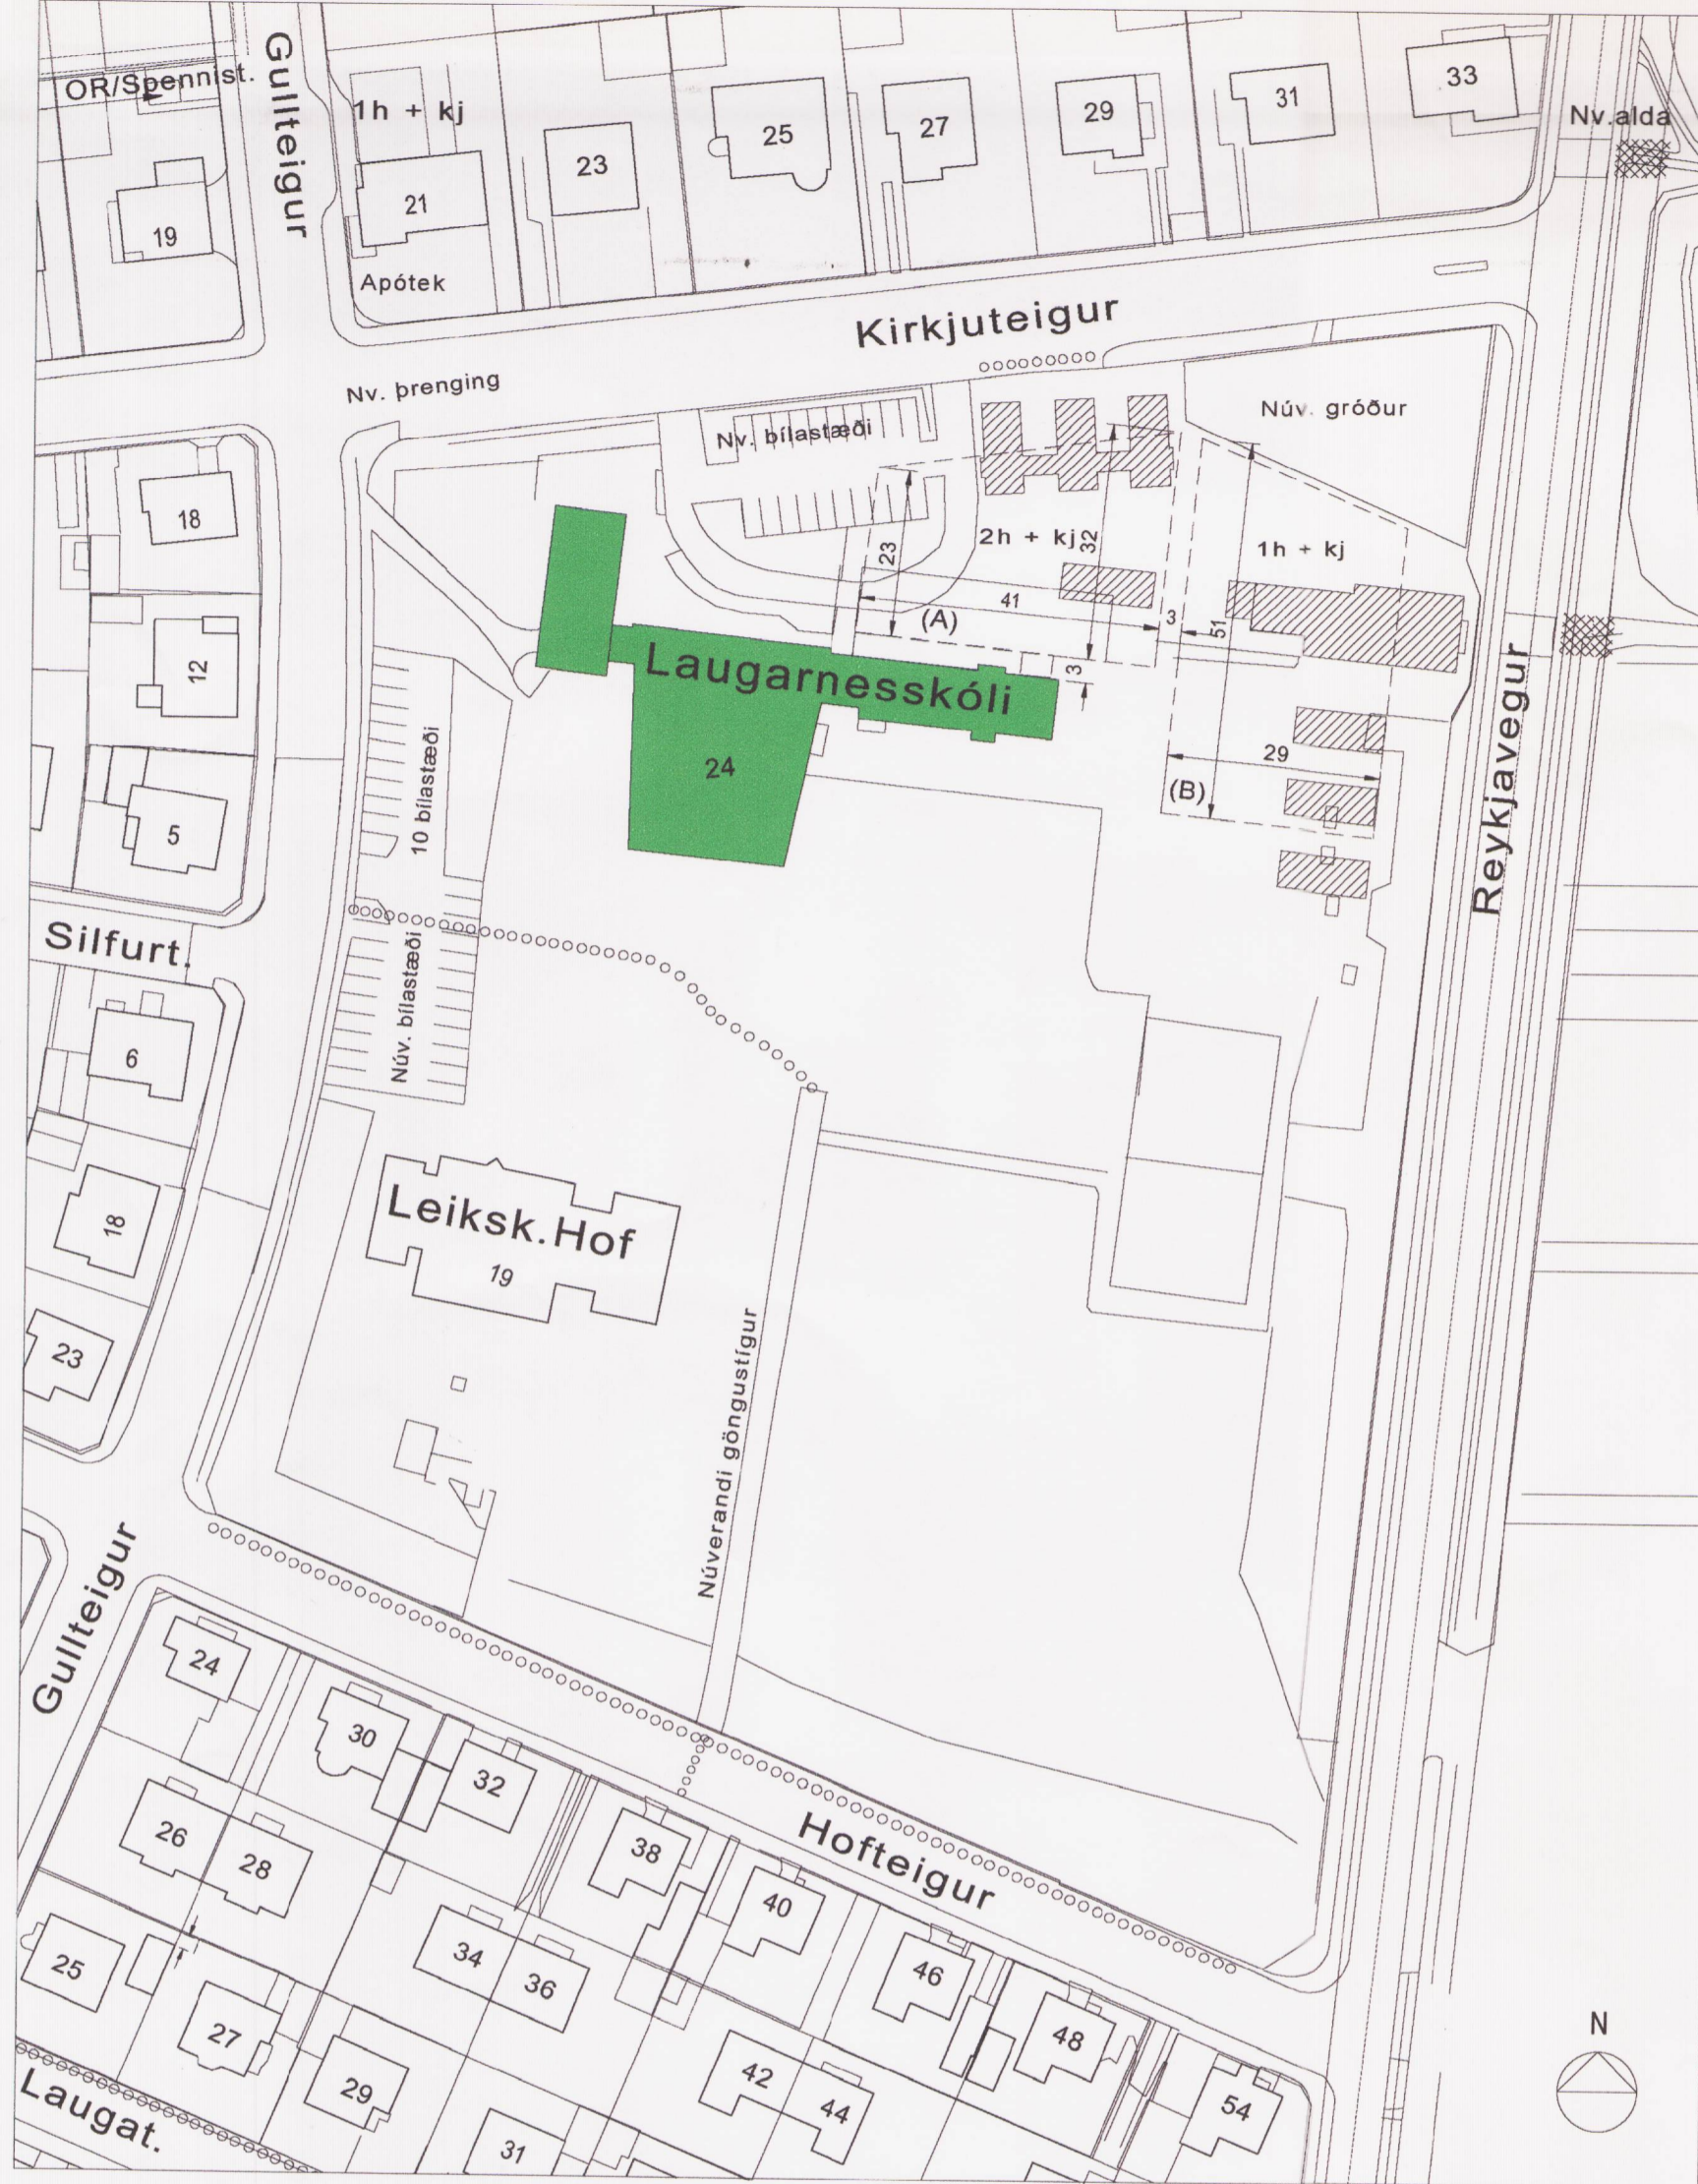 OR/Spennist.
Gullteigur
1h + kj
19
21
Apótek
23
25
27
29
31
33
Nv.alda
Kirkjuteigur
Nv. þrenging
Nv. bílastæði
Núv. gróður
18
12
5
23
2h + kj
32
1h + kj
41
(A)
3
51
Laugarnesskóli
3
24
29
(B)
Reykjavegur
10 bílastæði
Silfurt.
Núv. bílastæði
6
18
23
Leiksk.Hof
19
Núverandi göngustígur
Gullteigur
24
30
32
26
28
38
40
Hofteigur
34
36
46
48
25
27
29
31
42
44
54
Laugat.
N